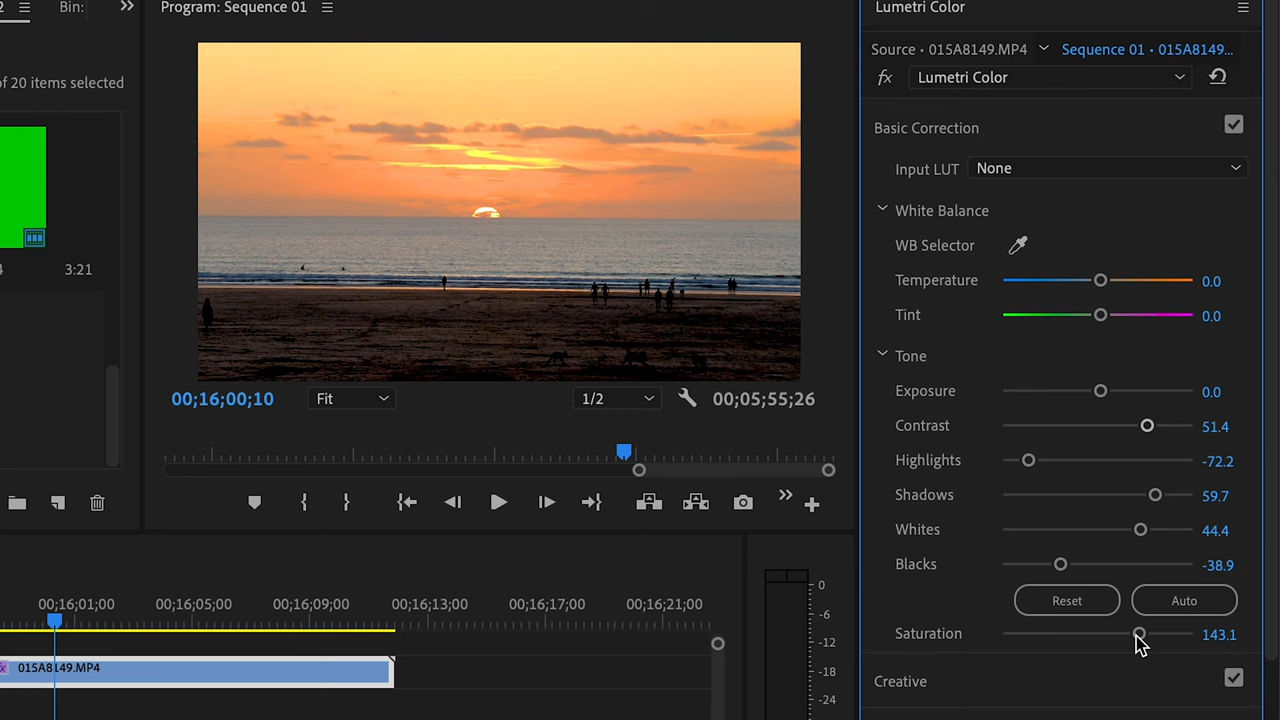 2
Bin:
of 20 items selected
4
3:21
Program: Sequence 01
00;16;00;10
Fit
1/2
00;05;55;26
Lumetri Color
Source • 015A8149.MP4
Sequence 01 • 015A8149...
fx
Lumetri Color
Basic Correction
Input LUT
None
White Balance
WB Selector
Temperature
0.0
Tint
0.0
Tone
Exposure
0.0
Contrast
51.4
Highlights
-72.2
Shadows
59.7
Whites
44.4
Blacks
-38.9
Reset
Auto
Saturation
143.1
Creative
00;16;01;00
00;16;05;00
00;16;09;00
00;16;13;00
00;16;17;00
00;16;21;00
fx
015A8149.MP4
0
-6
-12
-18
-24